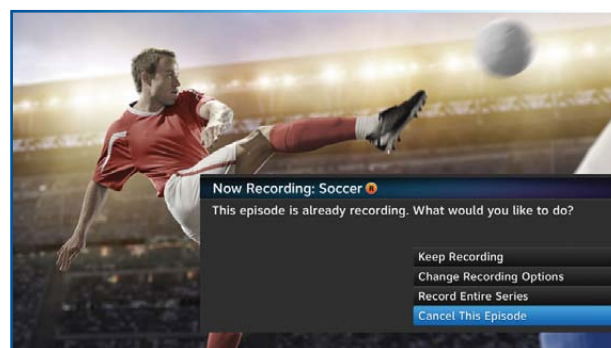 Now Recording: Soccer R
This episode is already recording. What would you like to do?
Keep Recording
Change Recording Options
Record Entire Series
Cancel This Episode